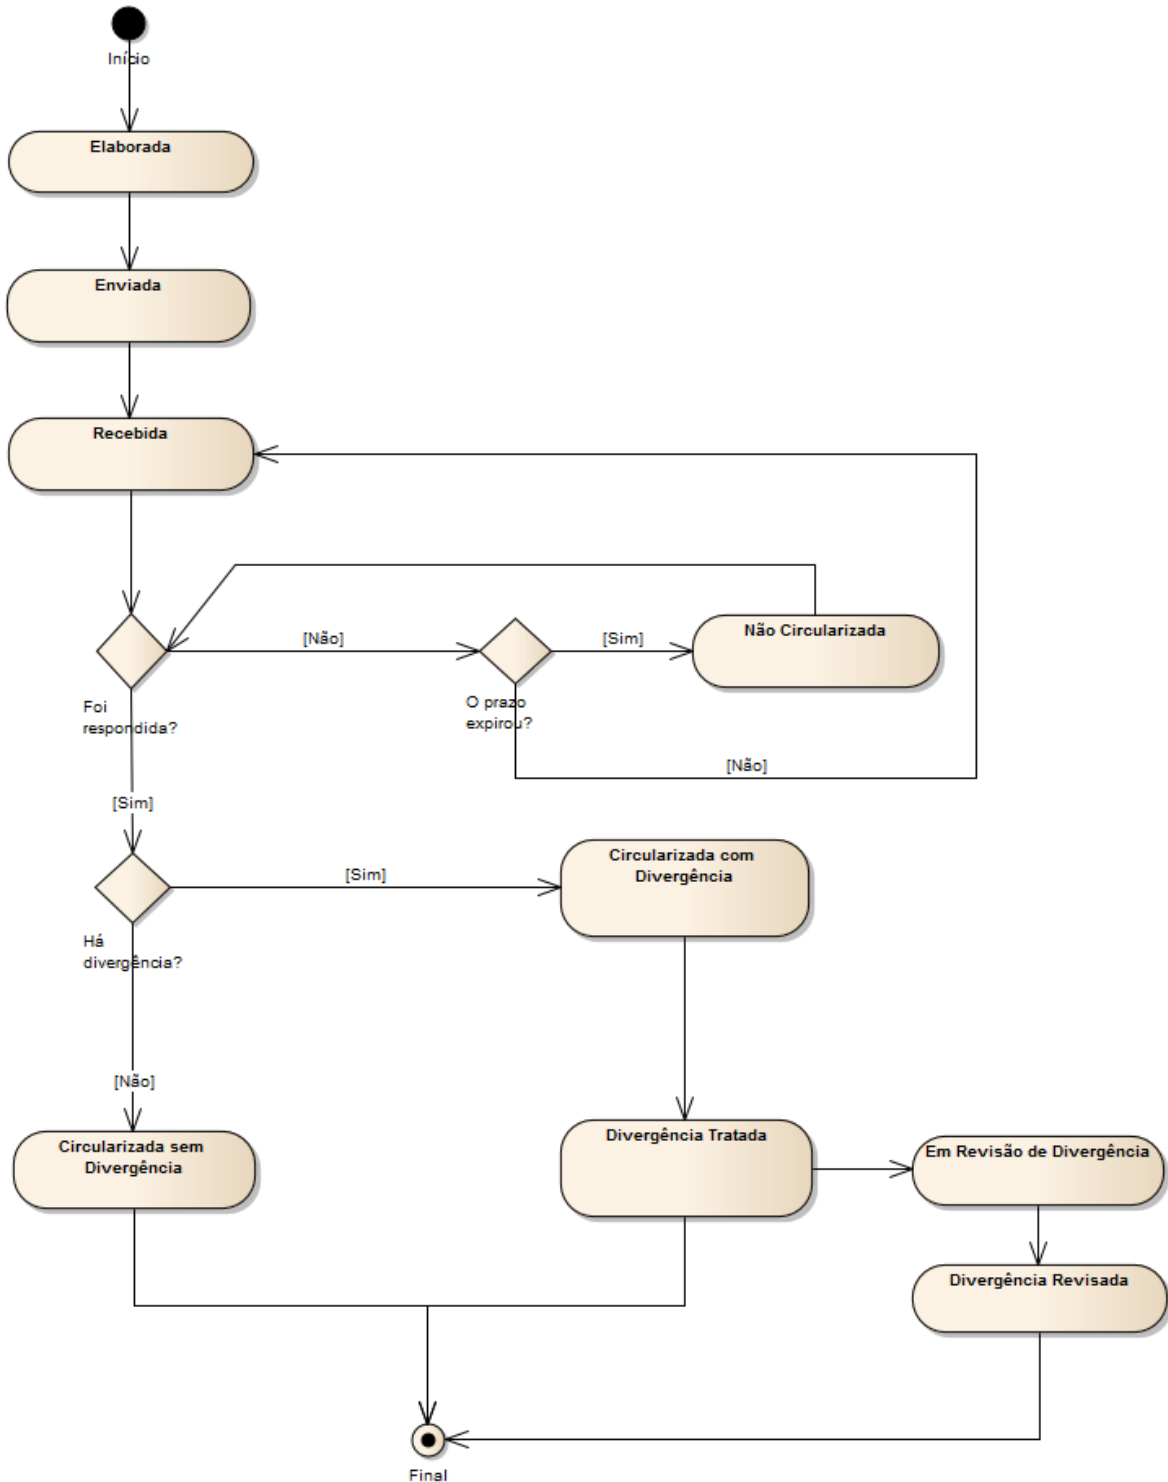 Início
Elaborada
Enviada
Recebida
[Não]
[Sim]
Não Circularizada
Foi
respondida?
O prazo
expirou?
[Não]
[Sim]
Há
divergência?
[Sim]
Circularizada com
Divergência
[Não]
Circularizada sem
Divergência
Divergência Tratada
Em Revisão de Divergência
Divergência Revisada
Final